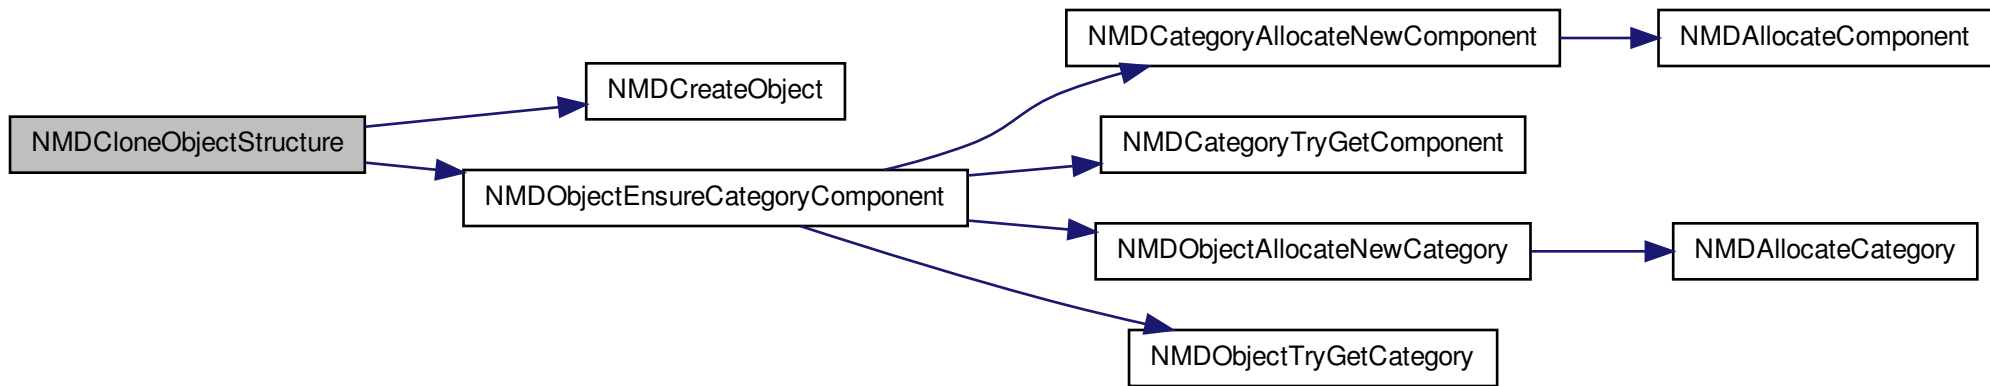 NMDCloneObjectStructure
NMDCreateObject
NMDObjectEnsureCategoryComponent
NMDCategoryAllocateNewComponent
NMDAllocateComponent
NMDCategoryTryGetComponent
NMDObjectAllocateNewCategory
NMDAllocateCategory
NMDObjectTryGetCategory